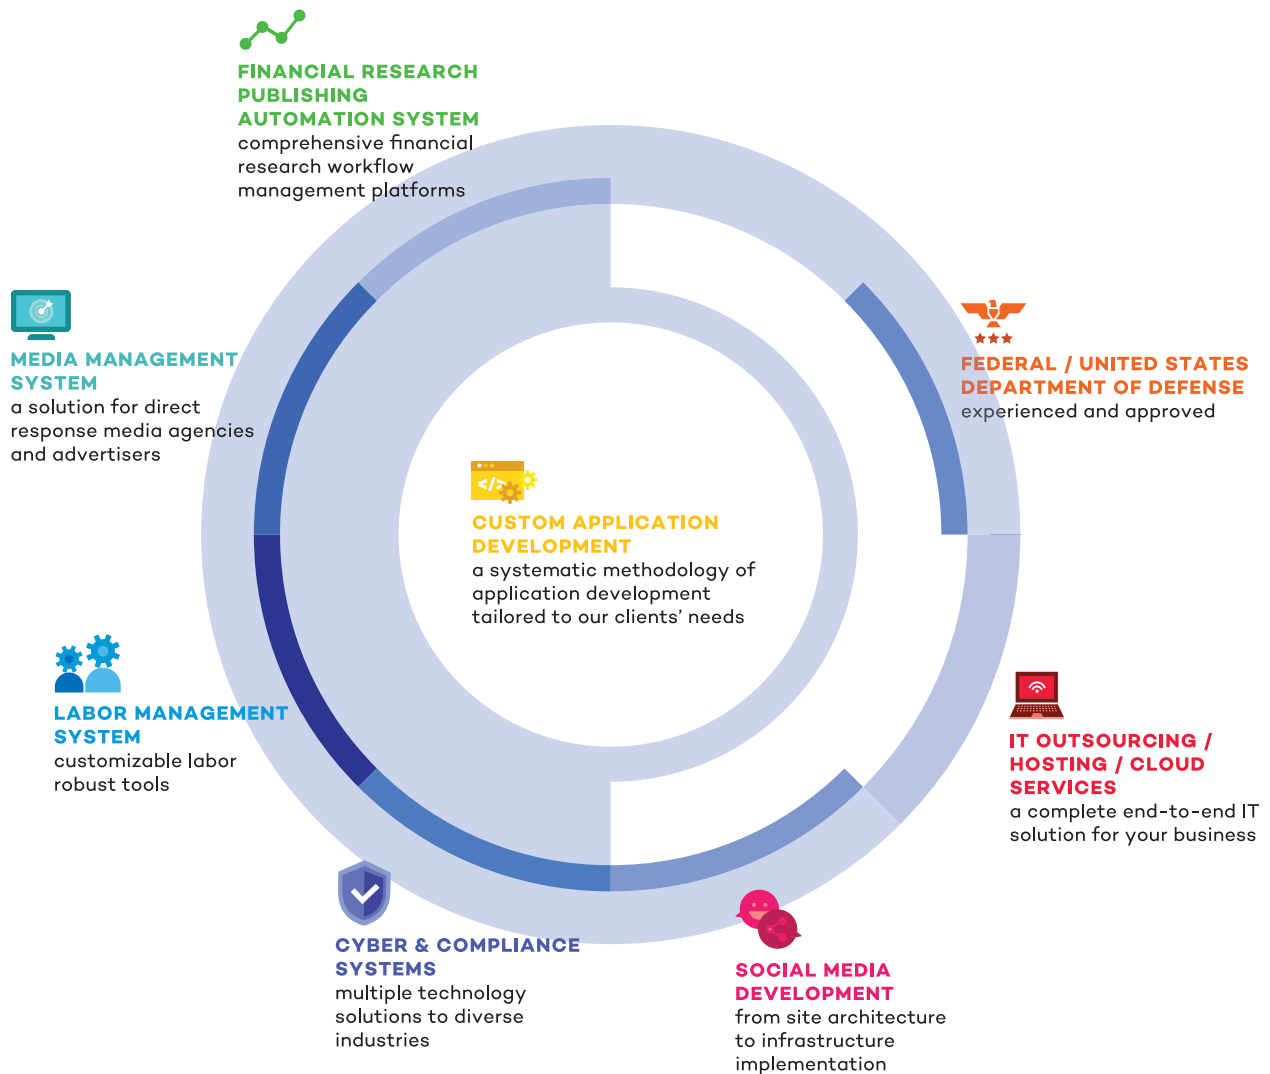 FINANCIAL RESEARCH
PUBLISHING
AUTOMATION SYSTEM
comprehensive financial
research workflow
management platforms
MEDIA MANAGEMENT
SYSTEM
a solution for direct
response media agencies
and advertisers
FEDERAL / UNITED STATES
DEPARTMENT OF DEFENSE
experienced and approved
</>
CUSTOM APPLICATION
DEVELOPMENT
a systematic methodology of
application development
tailored to our clients’ needs
LABOR MANAGEMENT
SYSTEM
customizable labor
robust tools
IT OUTSOURCING /
HOSTING / CLOUD
SERVICES
a complete end-to-end IT
solution for your business
CYBER & COMPLIANCE
SYSTEMS
multiple technology
solutions to diverse
industries
SOCIAL MEDIA
DEVELOPMENT
from site architecture
to infrastructure
implementation